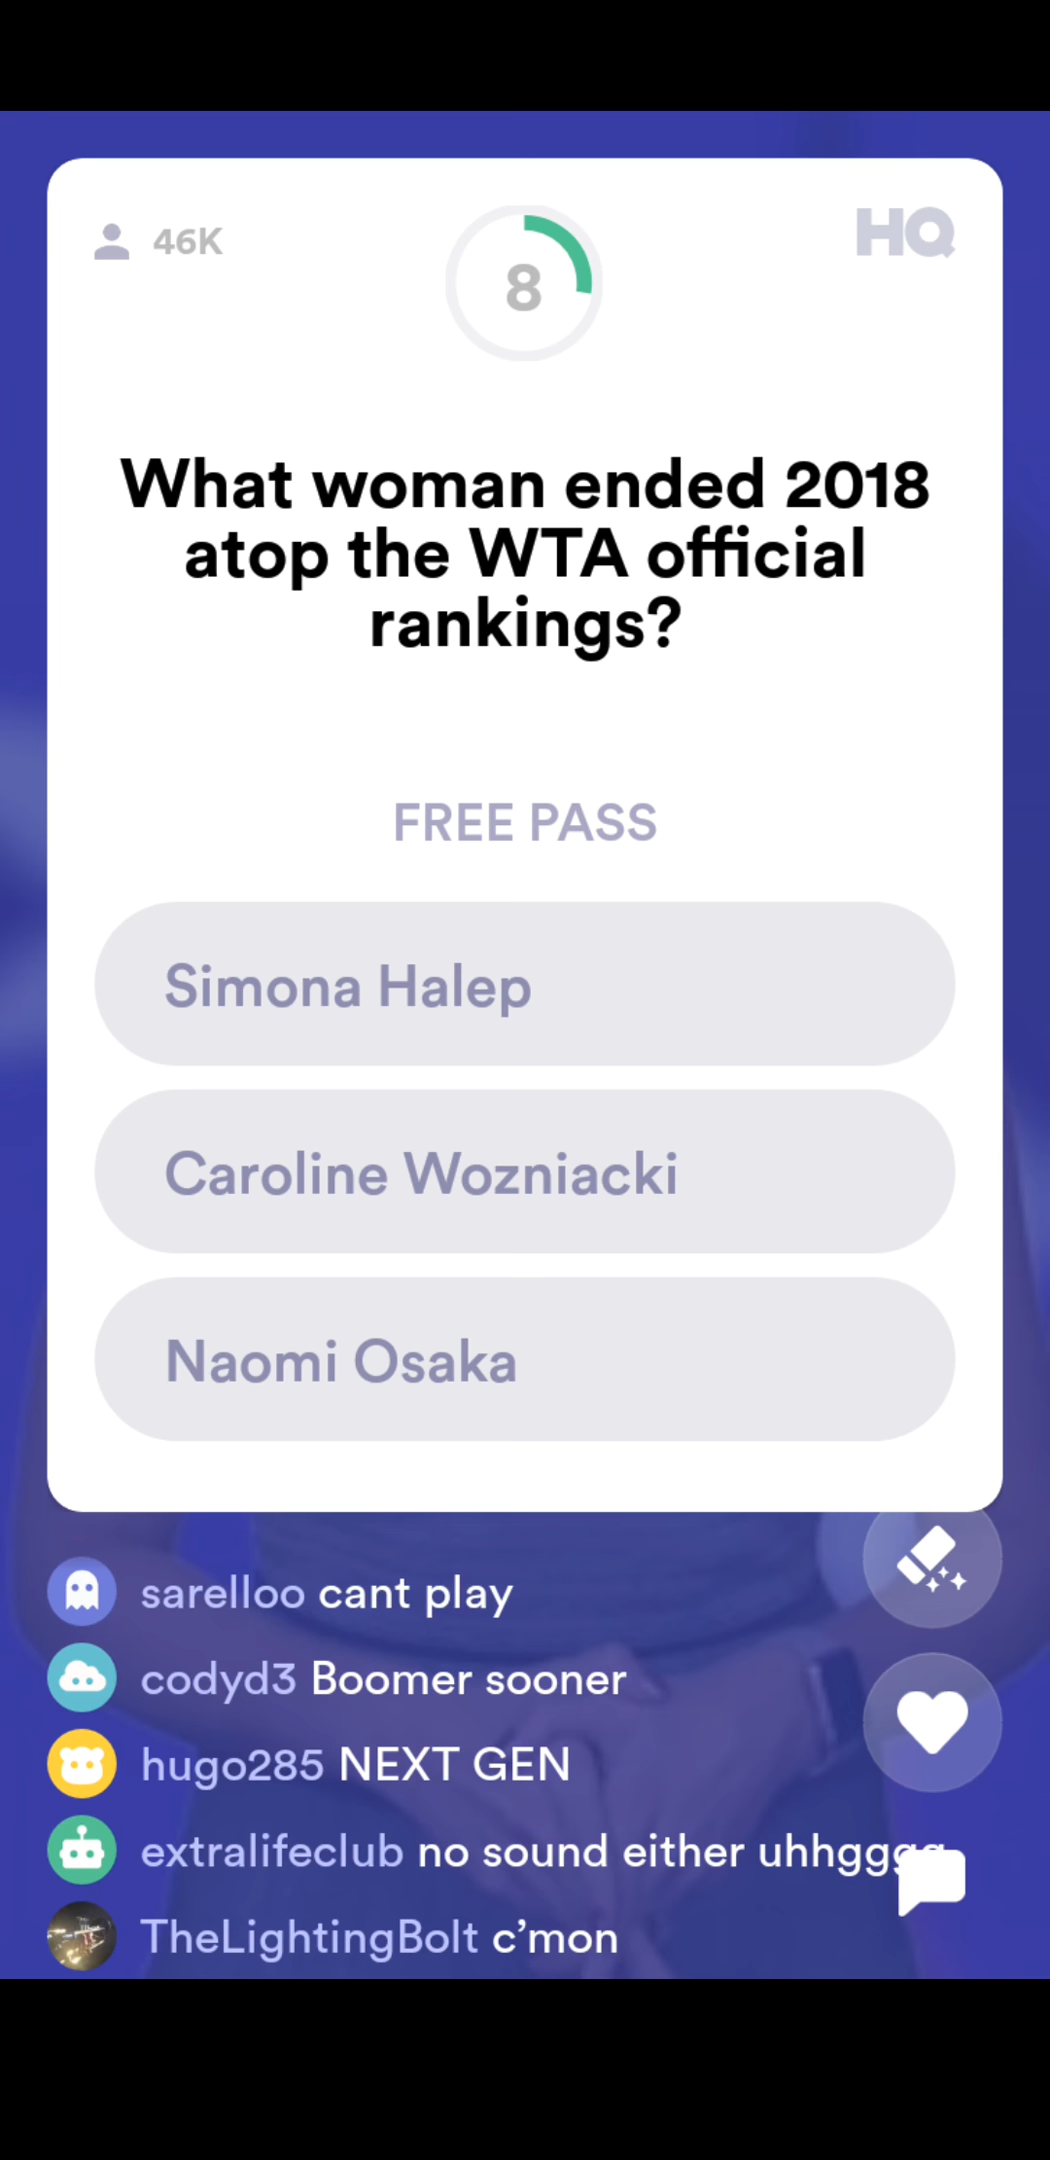 46K
8
HQ
What woman ended 2018
atop the WTA official
rankings?
FREE PASS
Simona Halep
Caroline Wozniacki
Naomi Osaka
sarelloo cant play
codyd3 Boomer sooner
hugo285 NEXT GEN
extralifeclub no sound either uhhgggg
TheLightingBolt c’mon